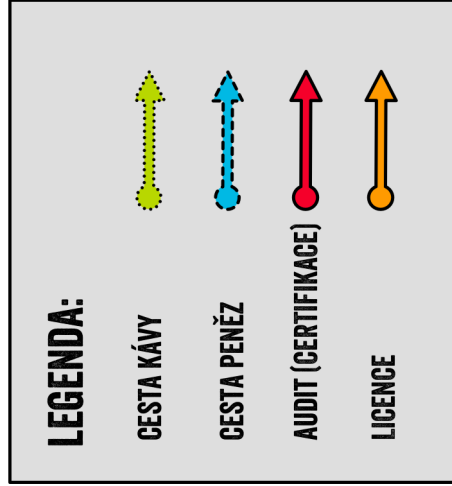 LEGENDA:
CESTA KÁVY
CESTA PENĚZ
AUDIT (CERTIFIKACE)
LICENCE